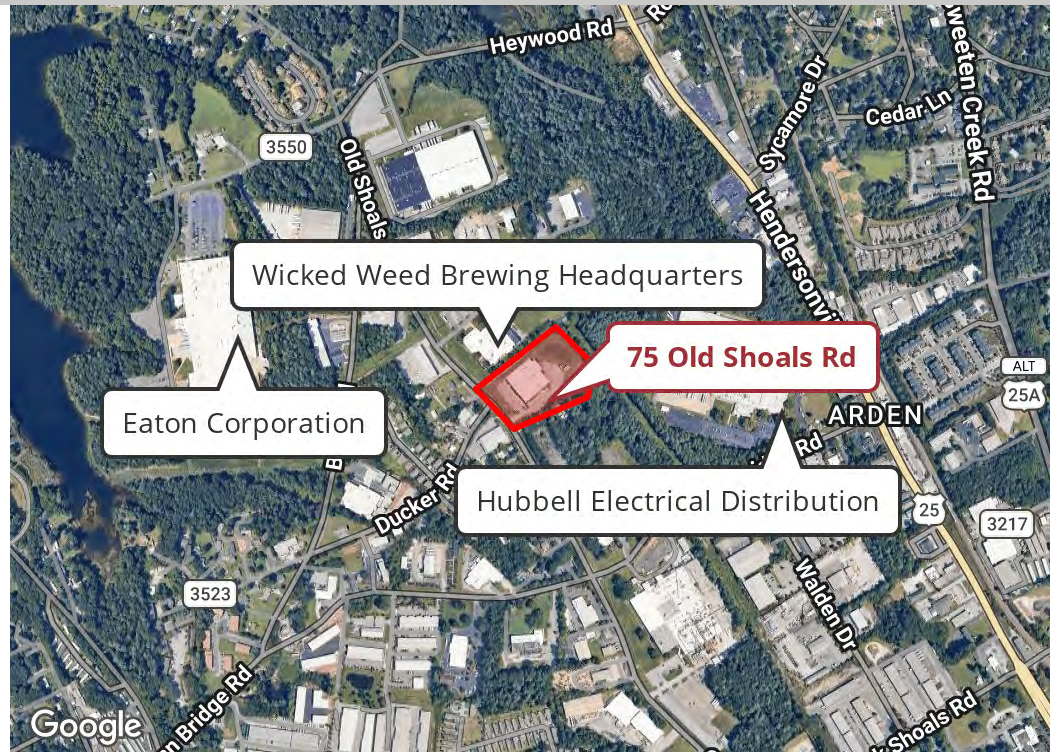 Heywood Rd
Sycamore Dr
Cedar Ln
Sweeten Creek Rd
3550
Old Shoals
Wicked Weed Brewing Headquarters
75 Old Shoals Rd
ALT
25A
ARDEN
Eaton Corporation
Rd
Hubbell Electrical Distribution
Ducker Rd
25
3217
3523
Walden Dr
Bridge Rd
Shoals Rd
Google